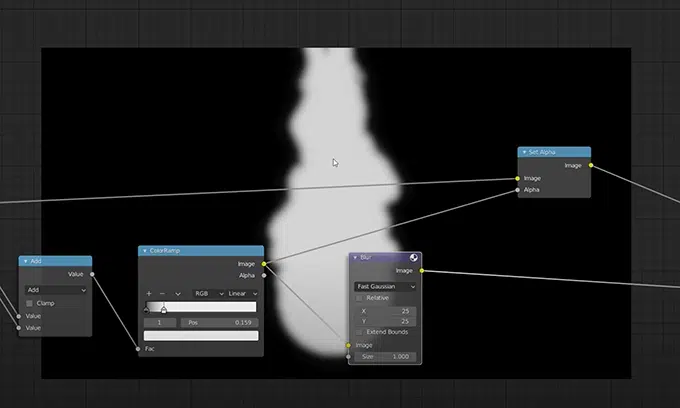 Set Alpha
Image
Image
Alpha
ColorRamp
Image
Alpha
RGB
Linear
1
Pos
0.159
Fac
Add
Value
Add
Clamp
Value
Value
Blur
Image
Fast Gaussian
Relative
X
25
Y
25
Extend Bounds
Image
Size
1.000